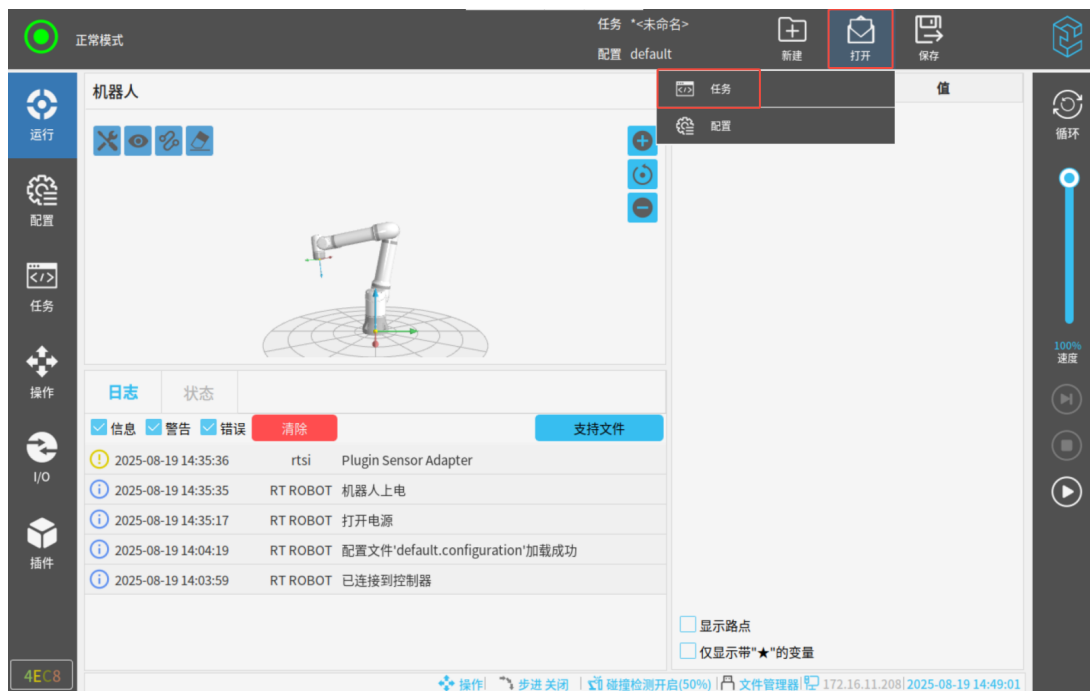 正常模式
任务 *<未命名>
配置 default
新建
打开
保存
任务
配置
运行
配置
任务
操作
I/O
插件
4EC8
机器人
值
日志
状态
信息 警告 错误 清除 支持文件
2025-08-19 14:35:36 rtsi Plugin Sensor Adapter
2025-08-19 14:35:35 RT ROBOT 机器人上电
2025-08-19 14:35:17 RT ROBOT 打开电源
2025-08-19 14:04:19 RT ROBOT 配置文件'default.configuration'加载成功
2025-08-19 14:03:59 RT ROBOT 已连接到控制器
显示路点
仅显示带"★"的变量
循环
100%
速度
操作| 步进 关闭 | 碰撞检测开启(50%) | 文件管理器| 172.16.11.208| 2025-08-19 14:49:01